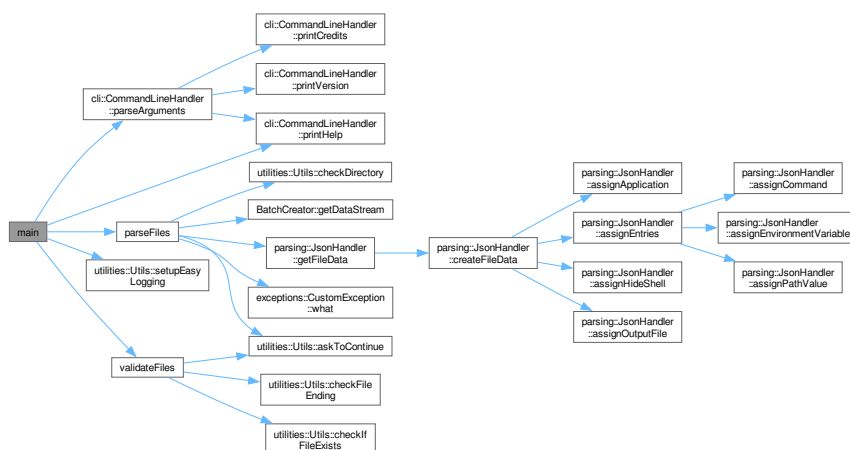 cli::CommandLineHandler
::printCredits
cli::CommandLineHandler
::printVersion
cli::CommandLineHandler
::parseArguments
cli::CommandLineHandler
::printHelp
utilities::Utils::checkDirectory
parsing::JsonHandler
::assignApplication
parsing::JsonHandler
::assignCommand
BatchCreator::getDataStream
main
parseFiles
parsing::JsonHandler
::assignEntries
parsing::JsonHandler
::assignEnvironmentVariable
parsing::JsonHandler
::getFileData
parsing::JsonHandler
::createFileData
utilities::Utils::setupEasy
Logging
parsing::JsonHandler
::assignHideShell
parsing::JsonHandler
::assignPathValue
exceptions::CustomException
::what
parsing::JsonHandler
::assignOutputFile
utilities::Utils::askToContinue
validateFiles
utilities::Utils::checkFile
Ending
utilities::Utils::checkIf
FileExists